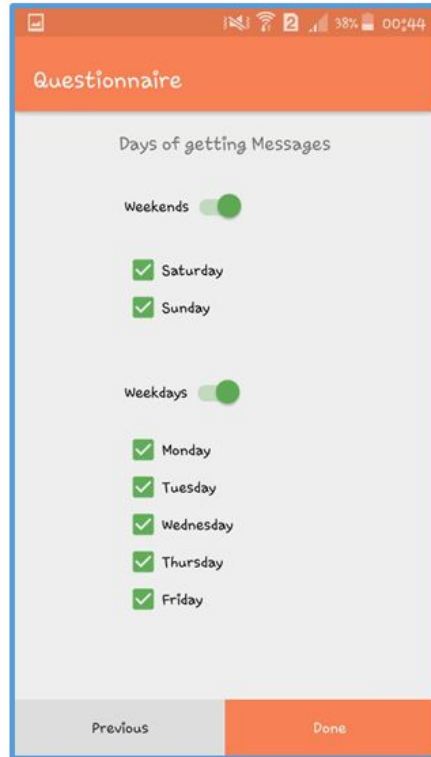 2 38% 00:44
Questionnaire
Days of getting Messages
Weekends
Saturday
Sunday
Weekdays
Monday
Tuesday
Wednesday
Thursday
Friday
Previous Done